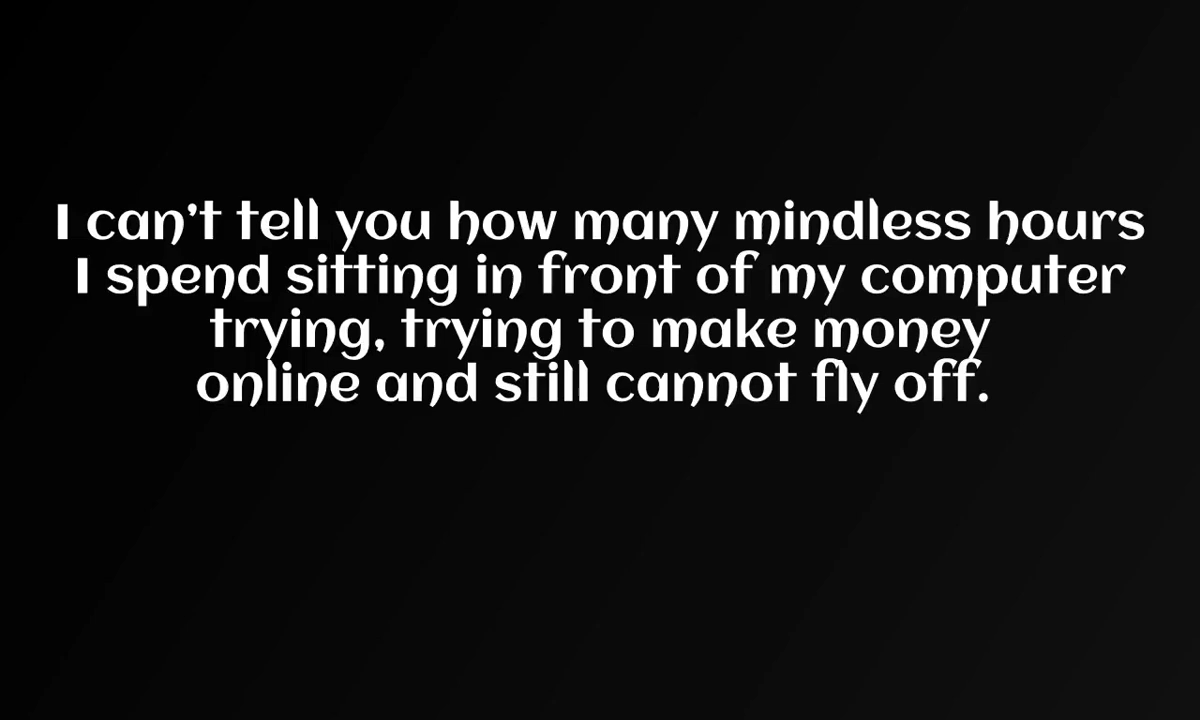 I can't tell you how many mindless hours
I spend sitting in front of my computer
trying, trying to make money
online and still cannot fly off.